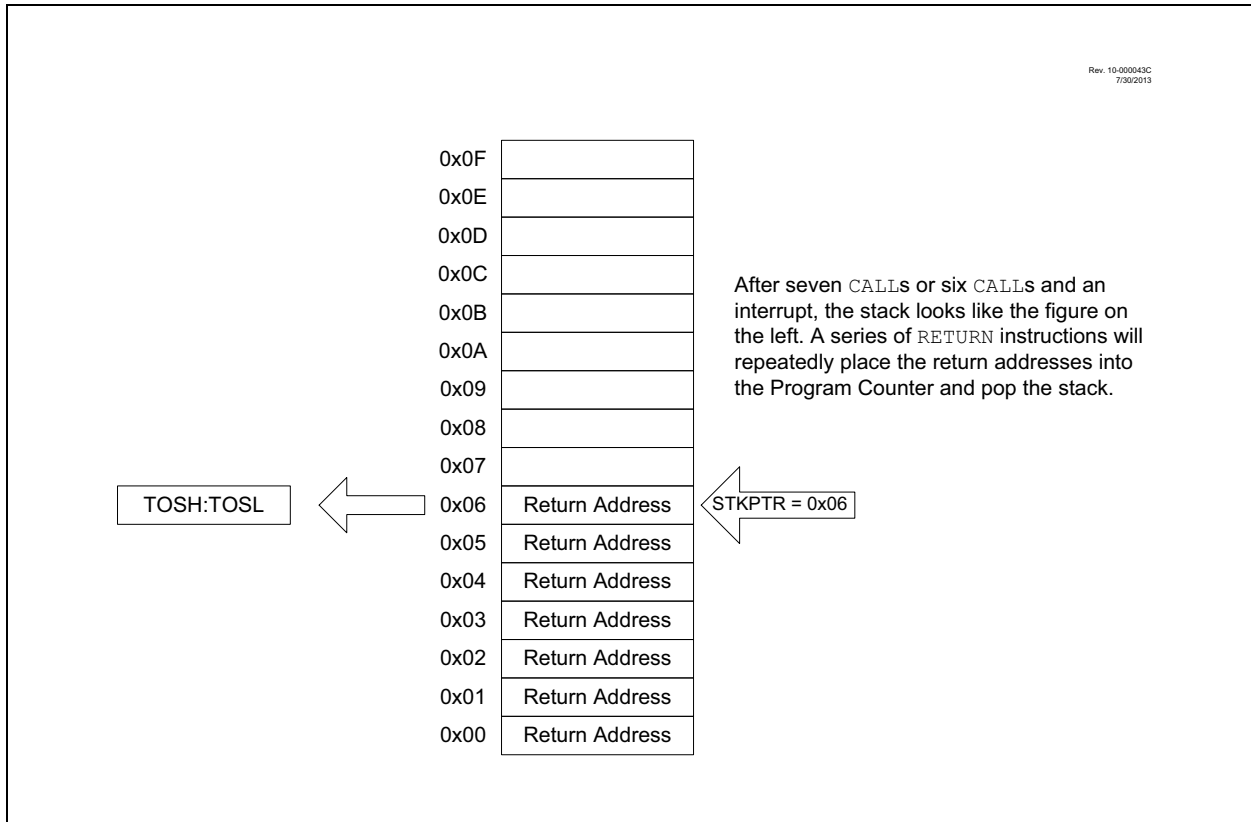 Rev. 10-000043C
7/30/2013
0x0F
0x0E
0x0D
0x0C
0x0B
0x0A
0x09
0x08
0x07
After seven CALLs or six CALLs and an
interrupt, the stack looks like the figure on
the left. A series of RETURN instructions will
repeatedly place the return addresses into
the Program Counter and pop the stack.
TOSH:TOSL
0x06 Return Address
STKPTR = 0x06
0x05 Return Address
0x04 Return Address
0x03 Return Address
0x02 Return Address
0x01 Return Address
0x00 Return Address